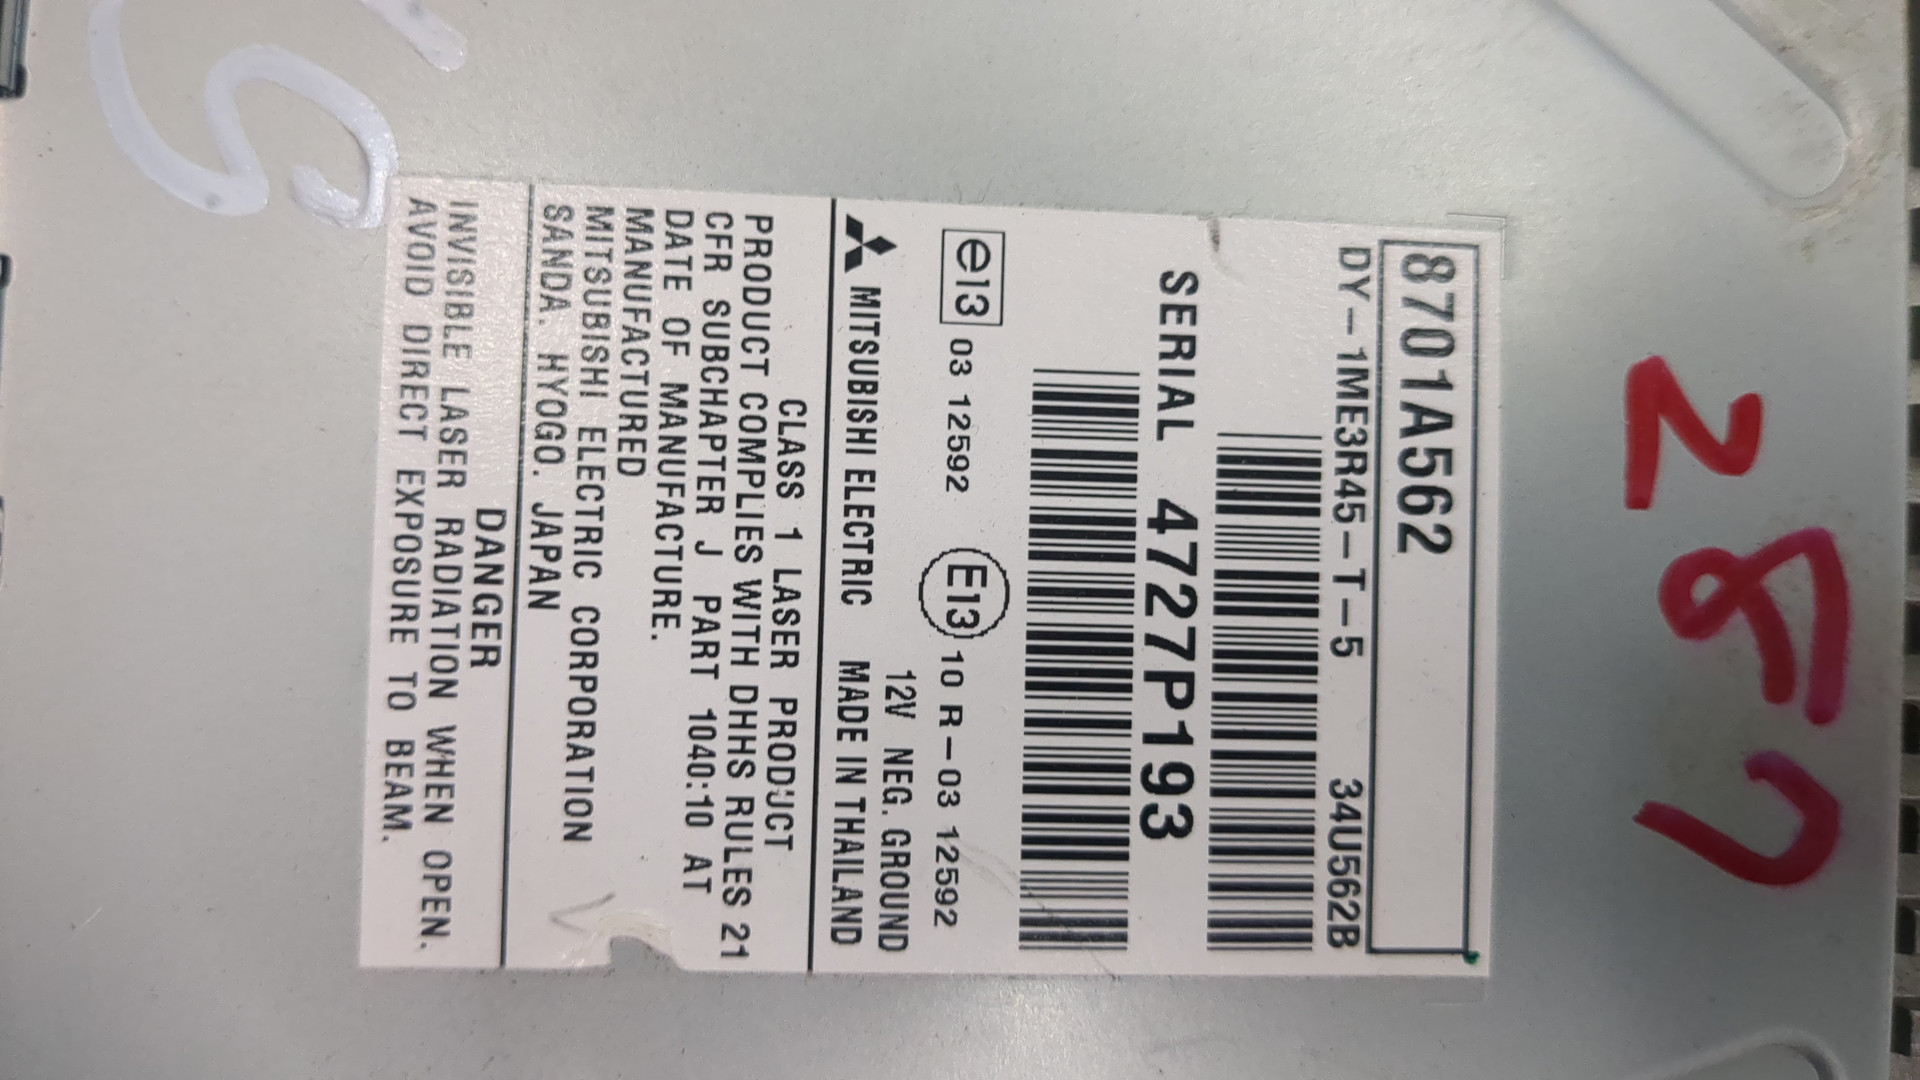 287
8701A562
DY-1ME3R45-T-5 34U562B
SERIAL 4727P193
e13 03 12592 E13 10 R-03 12592
12V NEG. GROUND
MITSUBISHI ELECTRIC MADE IN THAILAND
CLASS 1 LASER PRODUCT
PRODUCT COMPLIES WITH DHHS RULES 21
CFR SUBCHAPTER J PART 1040:10 AT
DATE OF MANUFACTURE.
MANUFACTURED
MITSUBISHI ELECTRIC CORPORATION
SANDA. HYOGO. JAPAN
DANGER
INVISIBLE LASER RADIATION WHEN OPEN.
AVOID DIRECT EXPOSURE TO BEAM.